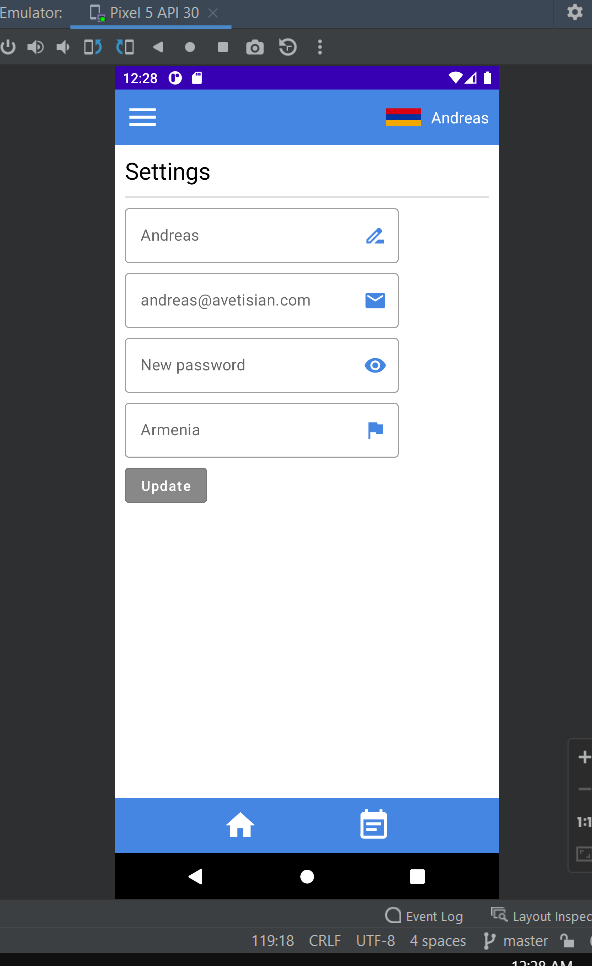 Emulator: Pixel 5 API 30
12:28
Andreas
Settings
Andreas
andreas@avetisian.com
New password
Armenia
Update
1:1
Event Log Layout Inspec
119:18 CRLF UTF-8 4 spaces master
12:28 AM